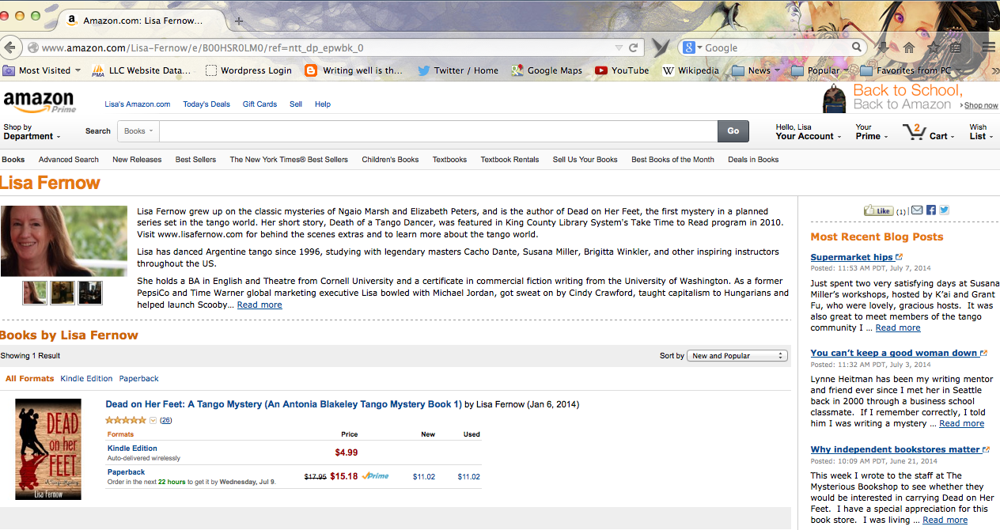 Amazon.com: Lisa Fernow...
www.amazon.com/Lisa-Fernow/e/B00HSR0LM0/ref=ntt_dp_epwbk_0
Google
Most Visited
LLC Website Data...
Wordpress Login
Writing well is th...
Twitter / Home
Google Maps
YouTube
Wikipedia
News
Popular
Favorites from PC
amazon
Prime
Lisa's Amazon.com
Today's Deals
Gift Cards
Sell
Help
Back to School,
Back to Amazon
Shop now
Shop by
Department
Search
Books
Go
Hello, Lisa
Your Account
Your
Prime
2
Cart
Wish
List
Books
Advanced Search
New Releases
Best Sellers
The New York Times® Best Sellers
Children's Books
Textbooks
Textbook Rentals
Sell Us Your Books
Best Books of the Month
Deals in Books
Lisa Fernow
Lisa Fernow grew up on the classic mysteries of Ngaio Marsh and Elizabeth Peters, and is the author of Dead on Her Feet, the first mystery in a planned
series set in the tango world. Her short story, Death of a Tango Dancer, was featured in King County Library System's Take Time to Read program in 2010.
Visit www.lisafernow.com for behind the scenes extras and to learn more about the tango world.
Lisa has danced Argentine tango since 1996, studying with legendary masters Cacho Dante, Susana Miller, Brigitta Winkler, and other inspiring instructors
throughout the US.
She holds a BA in English and Theatre from Cornell University and a certificate in commercial fiction writing from the University of Washington. As a former
PepsiCo and Time Warner global marketing executive Lisa bowled with Michael Jordan, got sweat on by Cindy Crawford, taught capitalism to Hungarians and
helped launch Scooby... Read more
Books by Lisa Fernow
Showing 1 Result
Sort by
New and Popular
All Formats
Kindle Edition
Paperback
DEAD
on her
FEET
Lisa Fernow
Dead on Her Feet: A Tango Mystery (An Antonia Blakeley Tango Mystery Book 1) by Lisa Fernow (Jan 6, 2014)
(26)
Formats
Price
New
Used
Kindle Edition
Auto-delivered wirelessly
$4.99
Paperback
Order in the next 22 hours to get it by Wednesday, Jul 9.
$17.95 $15.18 Prime
$11.02
$11.02
Like
(1)
Most Recent Blog Posts
Supermarket hips
Posted: 11:53 AM PDT, July 7, 2014
Just spent two very satisfying days at Susana
Miller's workshops, hosted by K'ai and Grant
Fu, who were lovely, gracious hosts. It was
also great to meet members of the tango
community I ... Read more
You can't keep a good woman down
Posted: 11:32 AM PDT, July 3, 2014
Lynne Heitman has been my writing mentor
and friend ever since I met her in Seattle
back in 2000 through a business school
classmate. If I remember correctly, I told
him I was writing a mystery ... Read more
Why independent bookstores matter
Posted: 10:09 AM PDT, June 21, 2014
This week I wrote to the staff at The
Mysterious Bookshop to see whether they
would be interested in carrying Dead on Her
Feet. I have a special appreciation for this
book store. I was living ... Read more